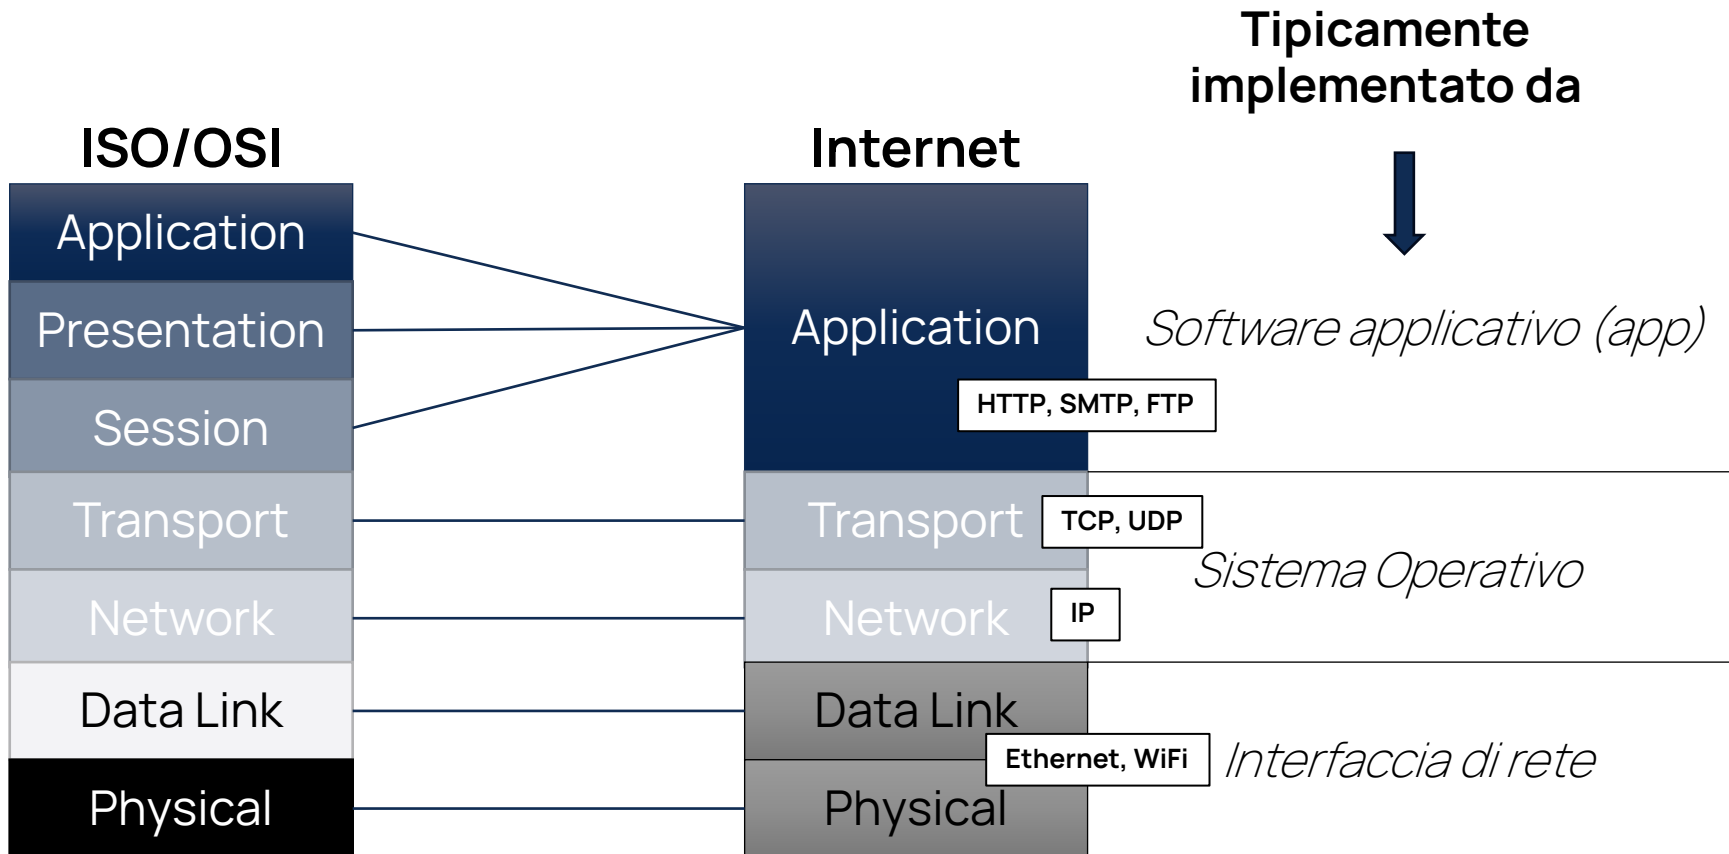 Tipicamente
implementato da
ISO/OSI
Internet
Application
Presentation
Session
Transport
Network
Data Link
Physical
Application
HTTP, SMTP, FTP
Transport
TCP, UDP
Network
IP
Data Link
Ethernet, WiFi
Physical
Software applicativo (app)
Sistema Operativo
Interfaccia di rete